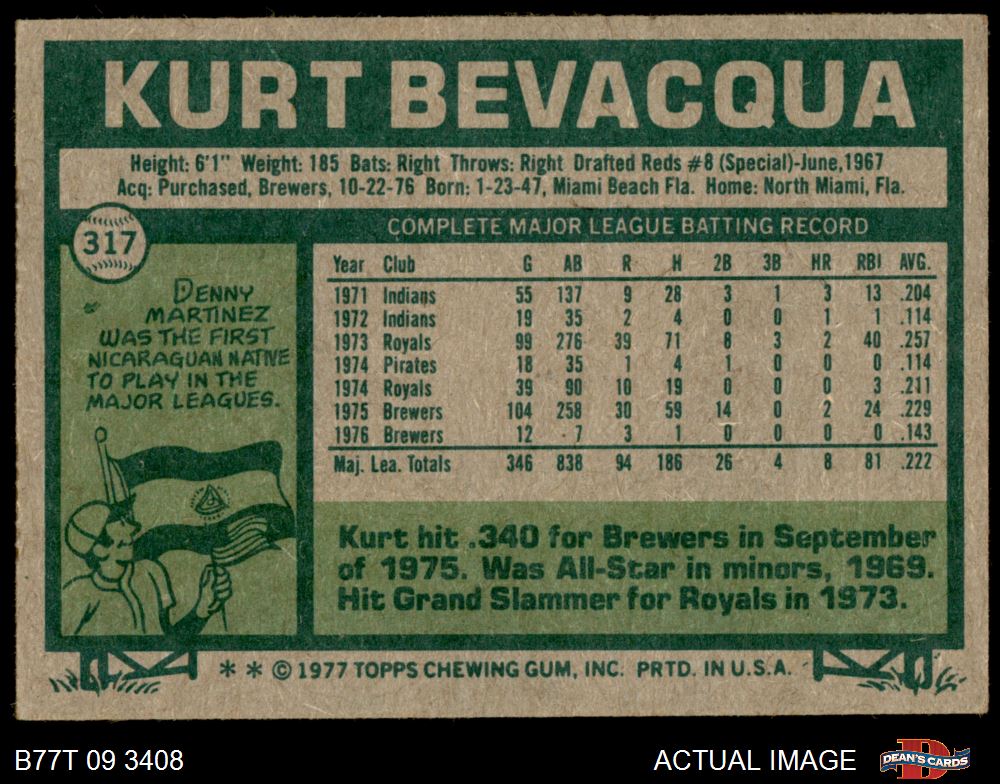 KURT BEVACQUA
Height: 6'1" Weight: 185 Bats: Right Throws: Right Drafted Reds #8 (Special)-June, 1967
Acq: Purchased, Brewers, 10-22-76 Born: 1-23-47, Miami Beach Fla. Home: North Miami, Fla.
317
DENNY
MARTINEZ
WAS THE FIRST
NICARAGUAN NATIVE
TO PLAY IN THE
MAJOR LEAGUES.
COMPLETE MAJOR LEAGUE BATTING RECORD
Year Club G AB R H 2B 3B HR RBI AVG.
1971 Indians 55 137 9 28 3 1 3 13 .204
1972 Indians 19 35 2 4 0 0 1 1 .114
1973 Royals 99 276 39 71 8 3 2 40 .257
1974 Pirates 18 35 1 4 1 0 0 0 .114
1974 Royals 39 90 10 19 0 0 0 3 .211
1975 Brewers 104 258 30 59 14 0 2 24 .229
1976 Brewers 12 7 3 1 0 0 0 0 .143
Maj. Lea. Totals 346 838 94 186 26 4 8 81 .222
Kurt hit .340 for Brewers in September
of 1975. Was All-Star in minors, 1969.
Hit Grand Slammer for Royals in 1973.
* * © 1977 TOPPS CHEWING GUM, INC. PRTD. IN U.S.A.
B77T 09 3408
ACTUAL IMAGE
D
DEAN'S CARDS